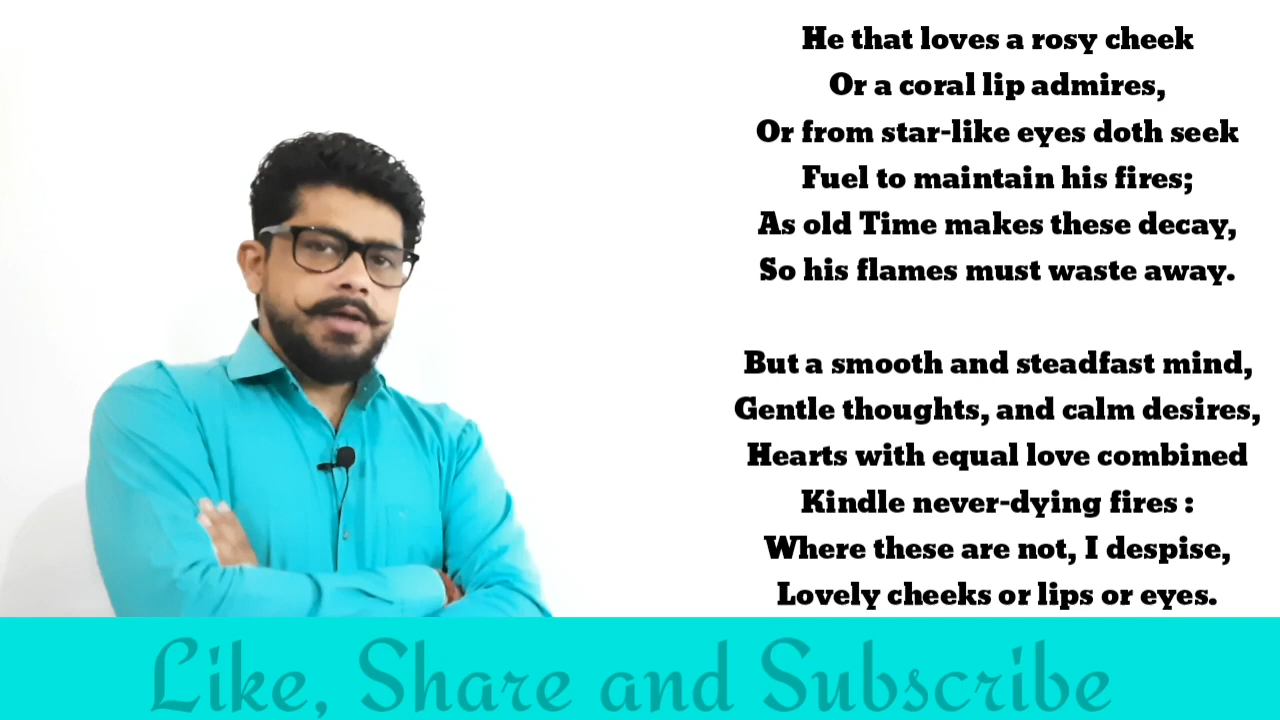 He that loves a rosy cheek
Or a coral lip admires,
Or from star-like eyes doth seek
Fuel to maintain his fires;
As old Time makes these decay,
So his flames must waste away.
But a smooth and steadfast mind,
Gentle thoughts, and calm desires,
Hearts with equal love combined
Kindle never-dying fires :
Where these are not, I despise,
Lovely cheeks or lips or eyes.
Like, Share and Subscribe